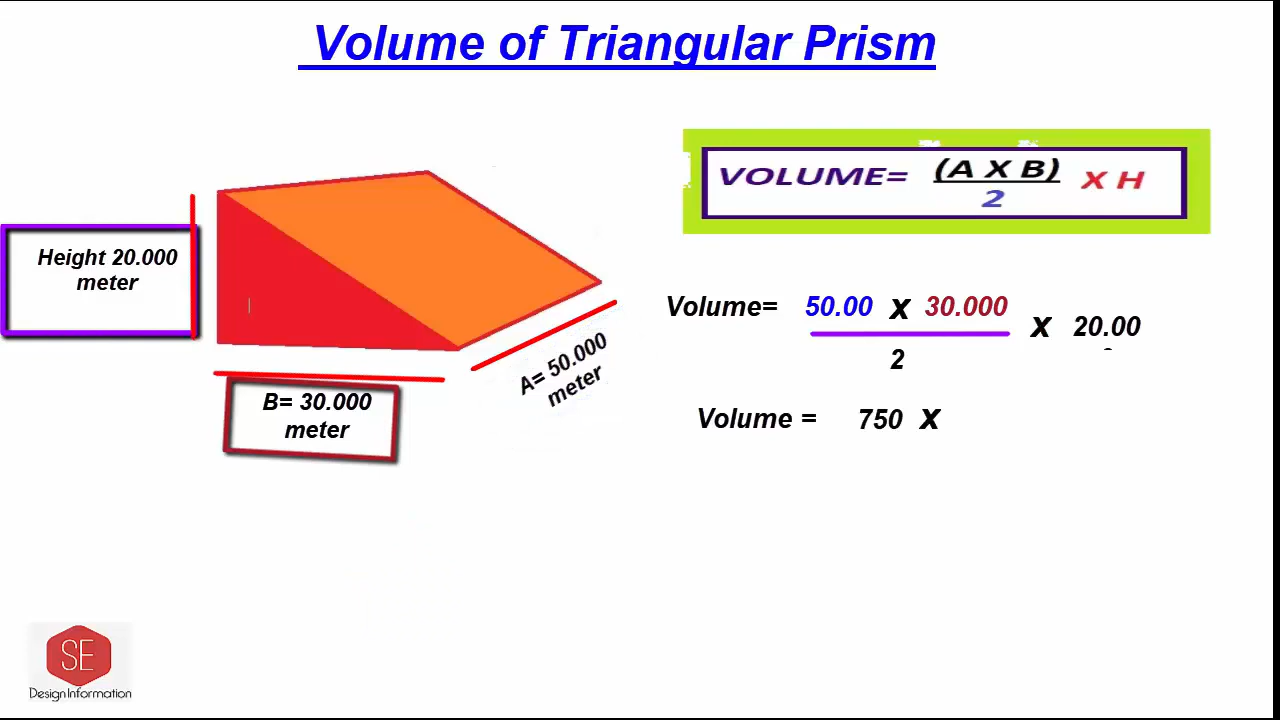 Volume of Triangular Prism
VOLUME= (A X B) X H
2
Height 20.000
meter
Volume= 50.00 x 30.000 x 20.00
2
A= 50.000
meter
B= 30.000
meter
Volume = 750 x
SE
Design Information